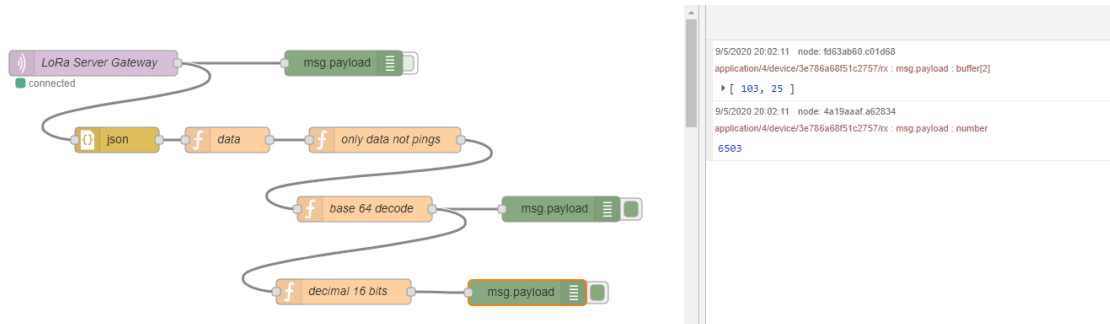 LoRa Server Gateway
msg.payload
connected
json
data
only data not pings
base 64 decode
msg.payload
decimal 16 bits
msg.payload
9/5/2020 20:02:11 node: fd63ab60.c01d68
application/4/device/3e786a68f51c2757/rx : msg.payload : buffer[2]
[ 103, 25 ]
9/5/2020 20:02:11 node: 4a19aaaf.a62834
application/4/device/3e786a68f51c2757/rx : msg.payload : number
6503